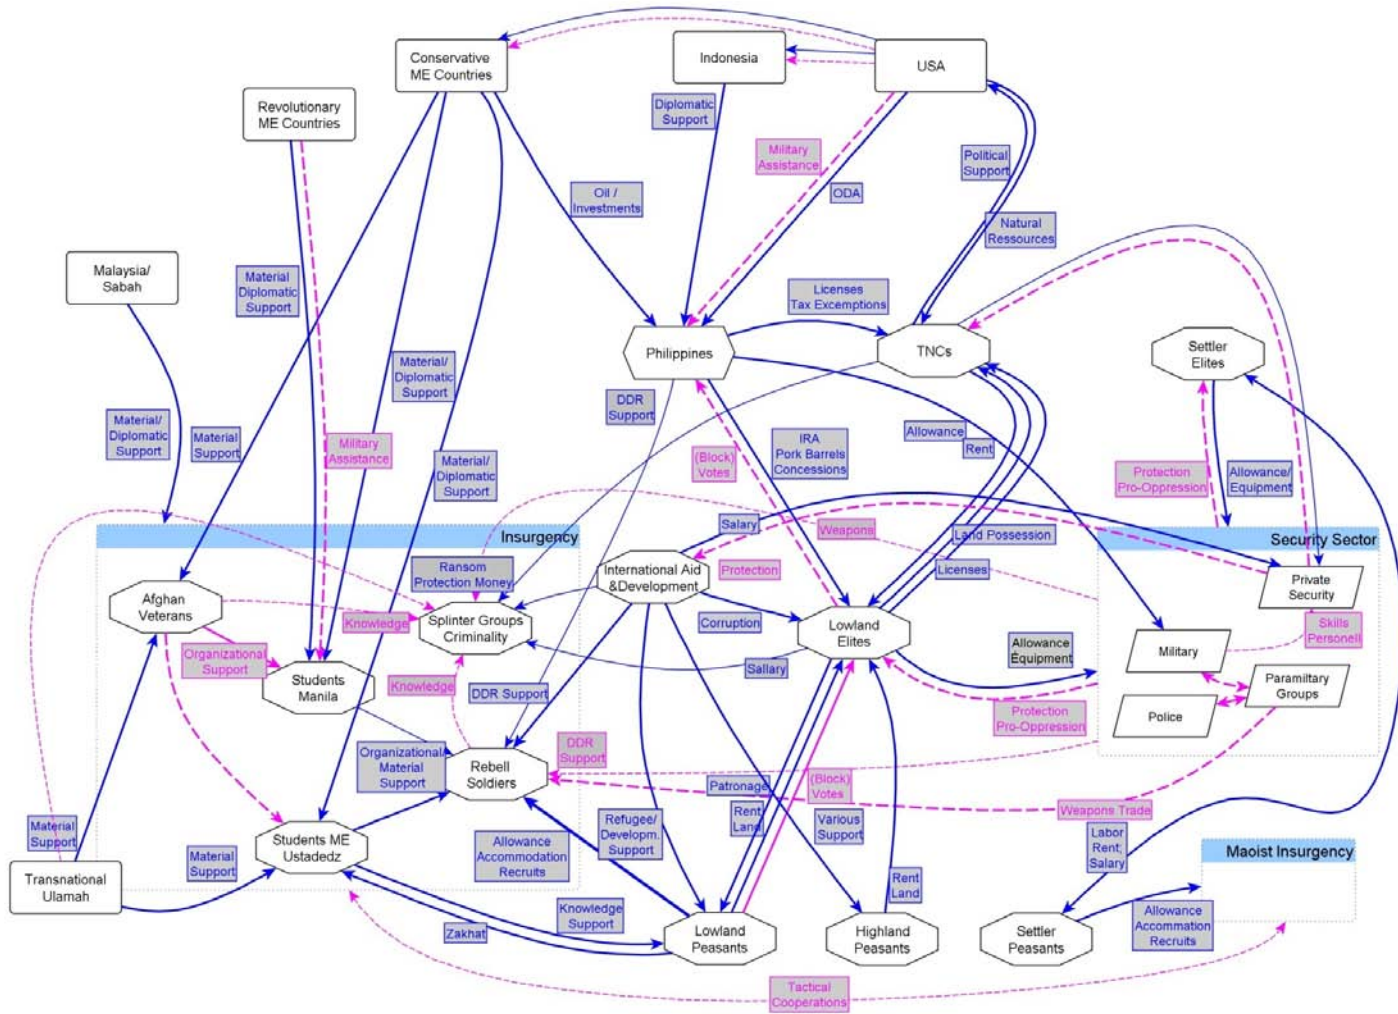 Conservative
ME Countries
Indonesia
USA
Revolutionary
ME Countries
Diplomatic
Support
Military
Assistance
Political
Support
Oil /
Investments
ODA
Natural
Ressources
Malaysia/
Sabah
Material
Diplomatic
Support
Licenses
Tax Excemptions
Philippines
TNCs
Settler
Elites
Material/
Diplomatic
Support
DDR
Support
Material/
Diplomatic
Support
Material
Support
Military
Assistance
Material/
Diplomatic
Support
(Block)
Votes
IRA
Pork Barrels
Concessions
Allowance
Rent
Protection
Pro-Oppression
Allowance/
Equipment
Insurgency
Salary
Weapons
Land Possession
Security Sector
Ransom
Protection Money
International Aid
&Development
Protection
Licenses
Private
Security
Afghan
Veterans
Knowledge
Splinter Groups
Criminality
Corruption
Lowland
Elites
Skills
Personell
Organizational
Support
Students
Manila
Knowledge
DDR Support
Sallary
Allowance
Equipment
Military
Paramiltary
Groups
Police
Protection
Pro-Oppression
Organizational/
Material
Support
Rebell
Soldiers
DDR
Support
Patronage
(Block)
Votes
Weapons Trade
Material
Support
Students ME
Ustadedz
Allowance
Accommodation
Recruits
Refugee/
Developm.
Support
Rent
Land
Various
Support
Labor
Rent;
Salary
Maoist Insurgency
Transnational
Ulamah
Material
Support
Rent
Land
Knowledge
Support
Zakhat
Lowland
Peasants
Highland
Peasants
Settler
Peasants
Allowance
Accommation
Recruits
Tactical
Cooperations